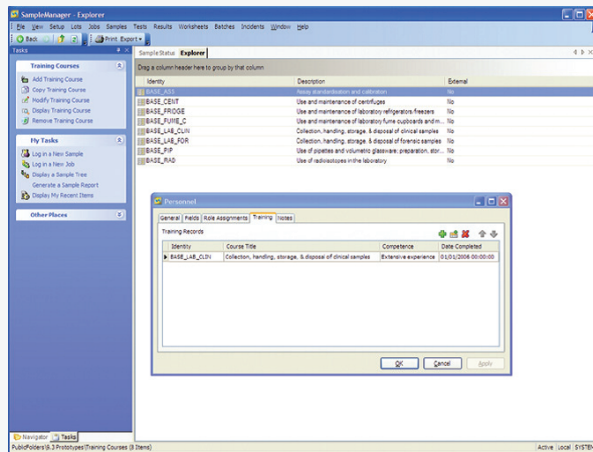 SampleManager - Explorer
File View Setup Lots Jobs Samples Tests Results Worksheets Batches Incidents Window Help
Back Print Export
Tasks
Sample Status Explorer
Drag a column header here to group by that column
Training Courses
Add Training Course
Copy Training Course
Modify Training Course
Display Training Course
Remove Training Course
My Tasks
Log in a New Sample
Log in a New Job
Display a Sample Tree
Generate a Sample Report
Display My Recent Items
Other Places
Identity Description External
BASE_ASS Assay standardisation and calibration No
BASE_CENT Use and maintenance of centrifuges No
BASE_FRIDGE Use and maintenance of laboratory refrigerators/freezers No
BASE_FUME_C Use and maintenance of laboratory fume cupboards and m... No
BASE_LAB_CLIN Collection, handling, storage, & disposal of clinical samples No
BASE_LAB_FOR Collection, handling, storage, & disposal of forensic samples No
BASE_PIP Use of pipettes and volumetric glassware: preparation, stor... No
BASE_RAD Use of radioisotopes in the laboratory No
Personnel
General Fields Role Assignments Training Notes
Training Records
Identity Course Title Competence Date Completed
BASE_LAB_CLIN Collection, handling, storage, & disposal of clinical samples Extensive experience 01/01/2006 00:00:00
OK Cancel Apply
Navigator Tasks
Active Local SYSTEM